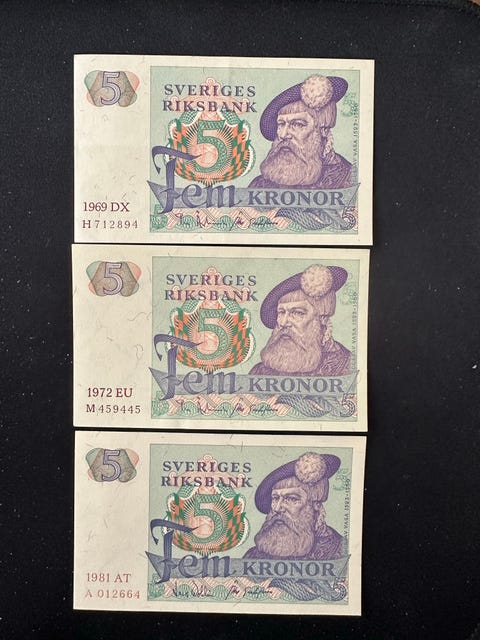 5
SVERIGES
RIKSBANK
5
Fem KRONOR
1969 DX
H 712894
5
5
SVERIGES
RIKSBANK
5
Fem KRONOR
1972 EU
M 459445
5
5
SVERIGES
RIKSBANK
5
Fem KRONOR
1981 AT
A 012664
5